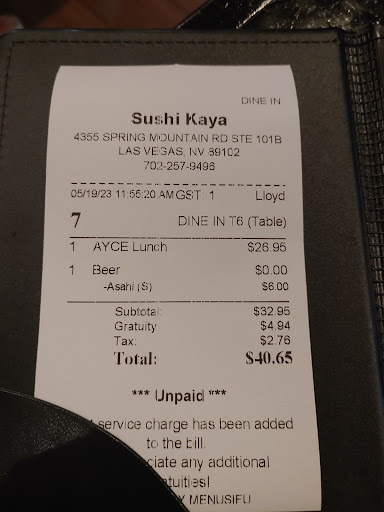 DINE IN
Sushi Kaya
4355 SPRING MOUNTAIN RD STE 101B
LAS VEGAS, NV 89102
702-257-9496
05/19/23 11:55:20 AM GST: 1 Lloyd
7 DINE IN T6 (Table)
1 AYCE Lunch $26.95
1 Beer $0.00
-Asahi (S) $6.00
Subtotal: $32.95
Gratuity $4.94
Tax: $2.76
Total: $40.65
*** Unpaid ***
service charge has been added
to the bill.
ciate any additional
tuities!
MENUSIFU